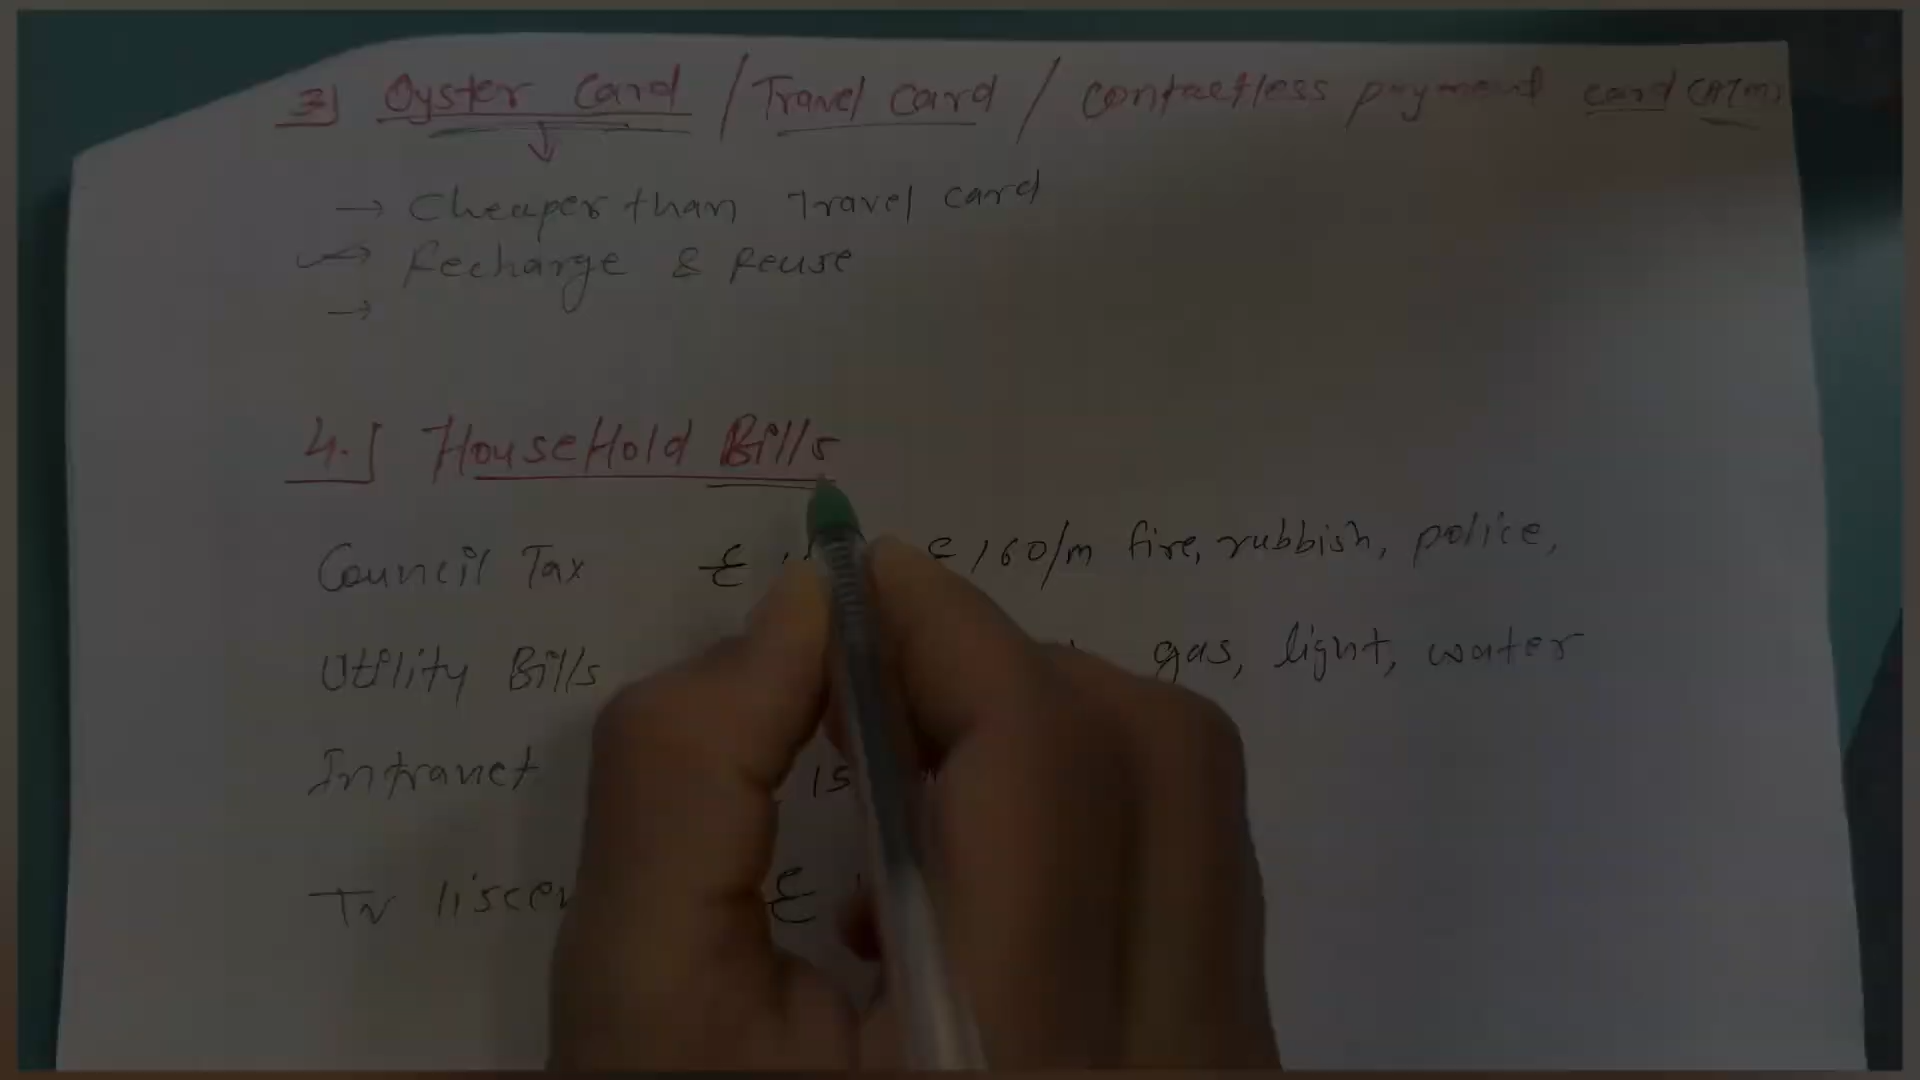 3] Oyster Card / Travel Card / Contactless payment card (ATM)
→ Cheaper than Travel card
→ Recharge & Reuse
→
4.] HouseHold Bills
Council Tax £ £ 160/m fire, rubbish, police,
Utility Bills gas, light, water
Intranet 15
TV £